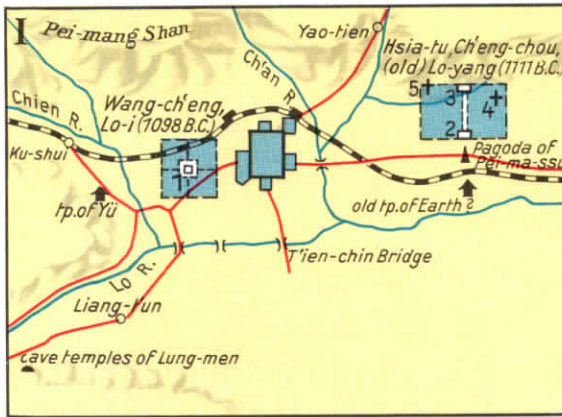 I
Pei-mang Shan
Yao-tien
Hsia-tu, Ch'eng-chou,
(old) Lo-yang (1111 B.C.)
Ch'an R.
5
3
4
Chien R.
Wang-ch'eng,
Lo-i (1098 B.C.)
2
Ku-shui
1
Pagoda of
Pei-ma-ssu
tp. of Yü
old tp. of Earth ?
Lo R.
T'ien-chin Bridge
Liang-kun
cave temples of Lung-men